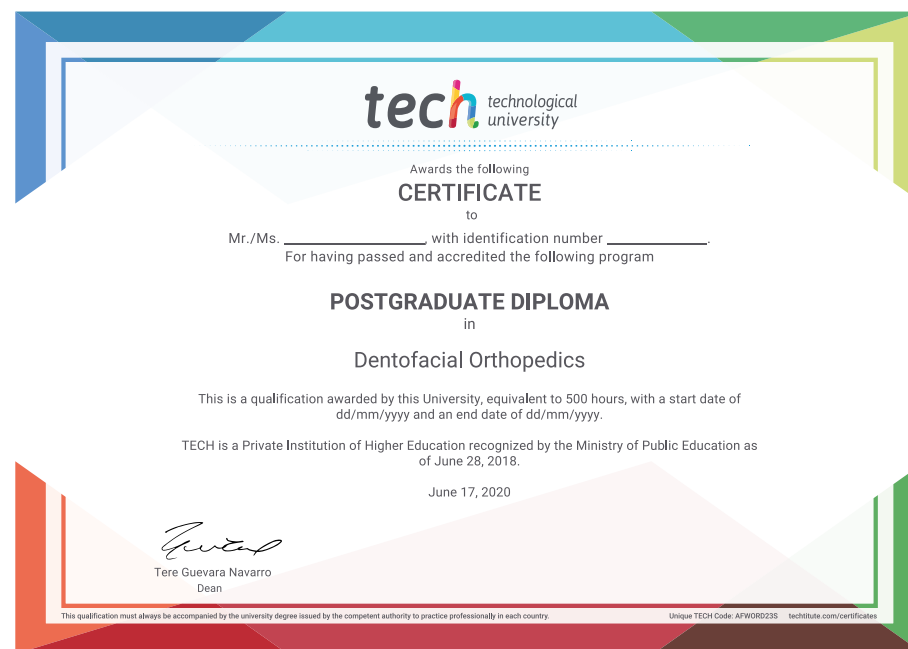 tech technological
university
Awards the following
CERTIFICATE
to
Mr./Ms. ____________________, with identification number ______________.
For having passed and accredited the following program
POSTGRADUATE DIPLOMA
in
Dentofacial Orthopedics
This is a qualification awarded by this University, equivalent to 500 hours, with a start date of
dd/mm/yyyy and an end date of dd/mm/yyyy.
TECH is a Private Institution of Higher Education recognized by the Ministry of Public Education as
of June 28, 2018.
June 17, 2020
Tere Guevara Navarro
Dean
This qualification must always be accompanied by the university degree issued by the competent authority to practice professionally in each country. Unique TECH Code: AFWORD23S techtitute.com/certificates